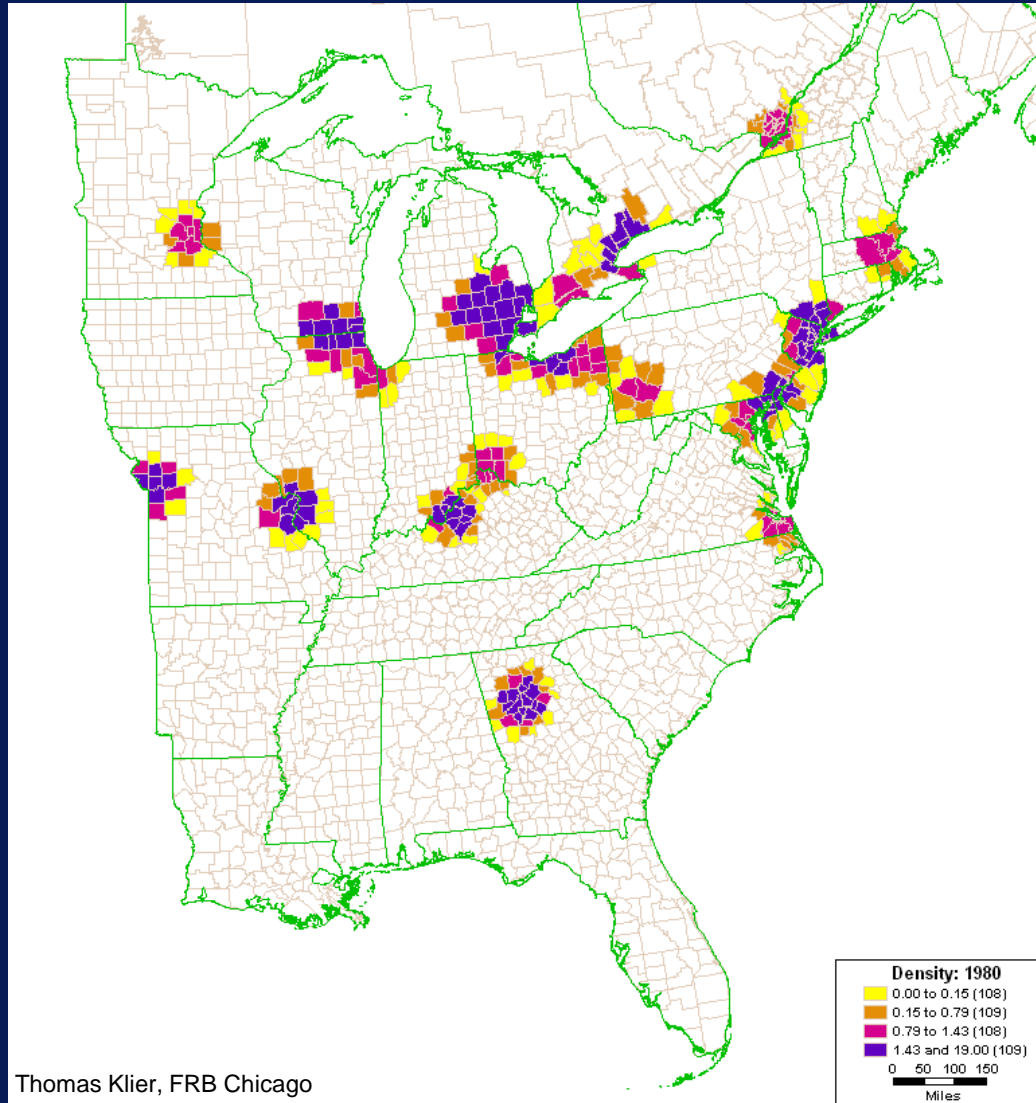 Density: 1980
0.00 to 0.15 (108)
0.15 to 0.79 (109)
0.79 to 1.43 (108)
1.43 and 19.00 (109)
0 50 100 150
Miles
Thomas Klier, FRB Chicago